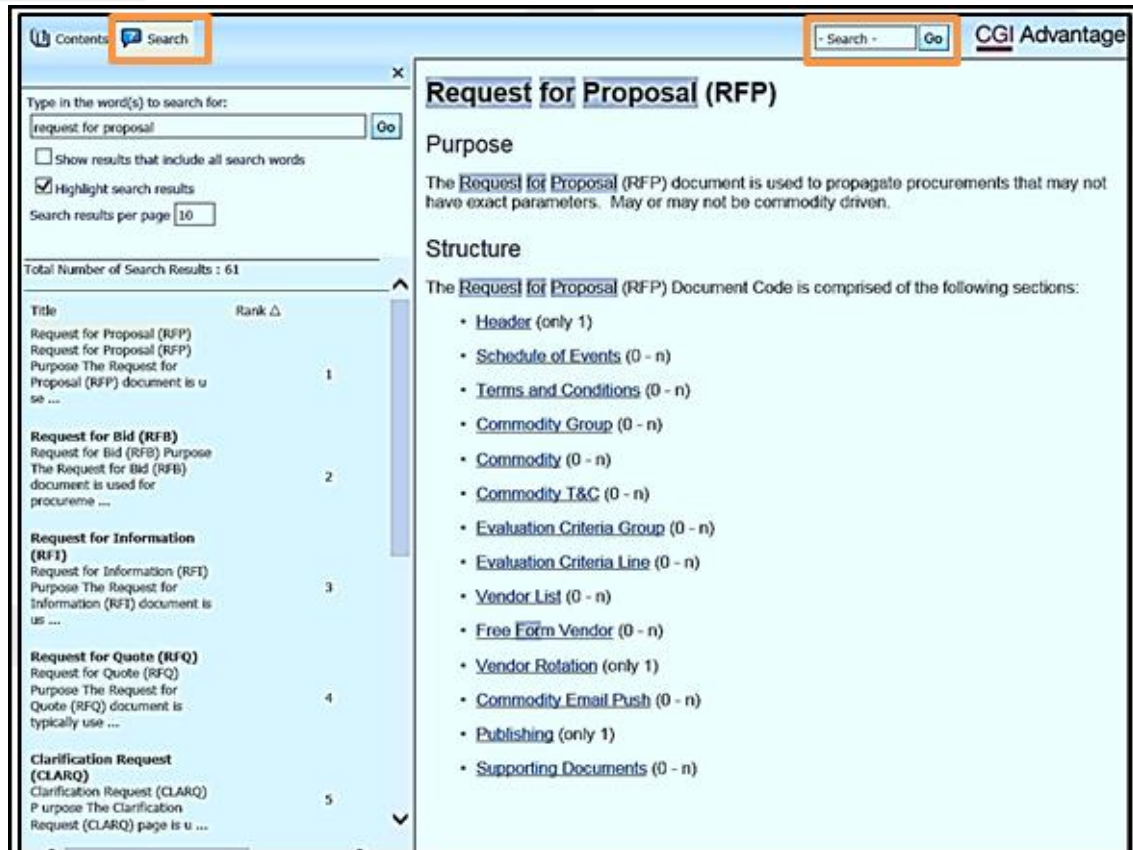 Contents Search
- Search - Go CGI Advantage
Type in the word(s) to search for:
request for proposal Go
Show results that include all search words
Highlight search results
Search results per page 10
Total Number of Search Results : 61
Title Rank △
Request for Proposal (RFP)
Request for Proposal (RFP)
Purpose The Request for
Proposal (RFP) document is u
se ...
1
Request for Bid (RFB)
Request for Bid (RFB) Purpose
The Request for Bid (RFB)
document is used for
procureme ...
2
Request for Information
(RFI)
Request for Information (RFI)
Purpose The Request for
Information (RFI) document is
us ...
3
Request for Quote (RFQ)
Request for Quote (RFQ)
Purpose The Request for
Quote (RFQ) document is
typically use ...
4
Clarification Request
(CLARQ)
Clarification Request (CLARQ)
P urpose The Clarification
Request (CLARQ) page is u ...
5
Request for Proposal (RFP)
Purpose
The Request for Proposal (RFP) document is used to propagate procurements that may not
have exact parameters. May or may not be commodity driven.
Structure
The Request for Proposal (RFP) Document Code is comprised of the following sections:
• Header (only 1)
• Schedule of Events (0 - n)
• Terms and Conditions (0 - n)
• Commodity Group (0 - n)
• Commodity (0 - n)
• Commodity T&C (0 - n)
• Evaluation Criteria Group (0 - n)
• Evaluation Criteria Line (0 - n)
• Vendor List (0 - n)
• Free Form Vendor (0 - n)
• Vendor Rotation (only 1)
• Commodity Email Push (0 - n)
• Publishing (only 1)
• Supporting Documents (0 - n)